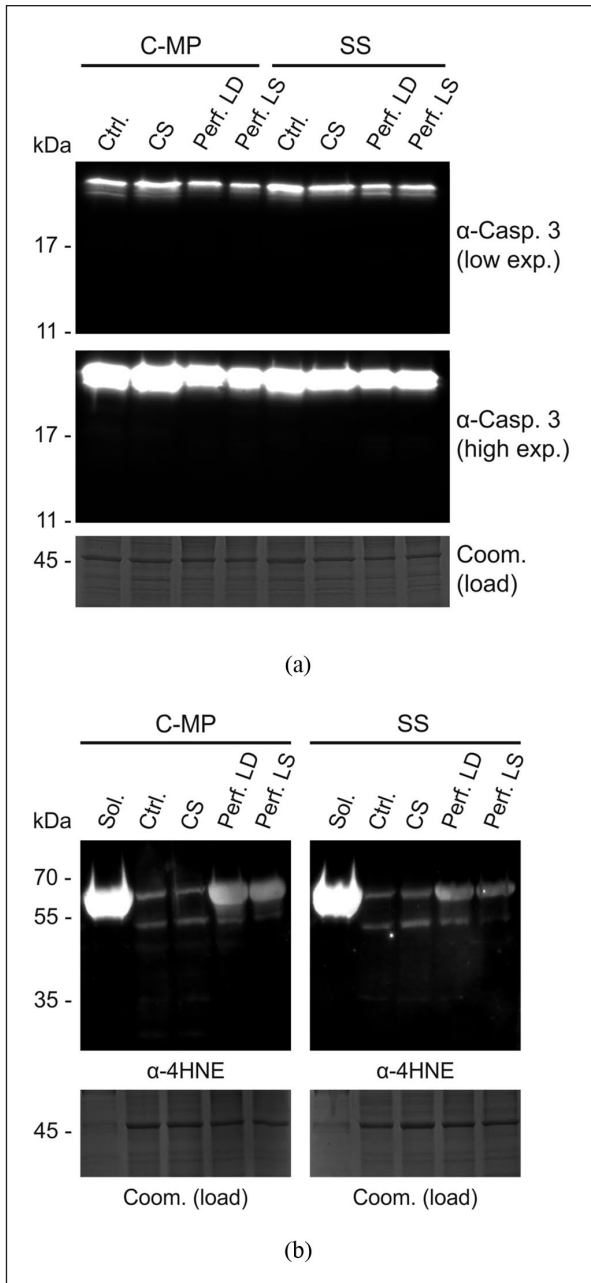 C-MP SS
Ctrl. CS Perf. LD Perf. LS Ctrl. CS Perf. LD Perf. LS
kDa
17 -
α-Casp. 3
(low exp.)
11 -
17 -
α-Casp. 3
(high exp.)
11 -
45 -
Coom.
(load)
(a)
C-MP SS
Sol. Ctrl. CS Perf. LD Perf. LS Sol. Ctrl. CS Perf. LD Perf. LS
kDa
70 -
55 -
35 -
α-4HNE α-4HNE
45 -
Coom. (load) Coom. (load)
(b)